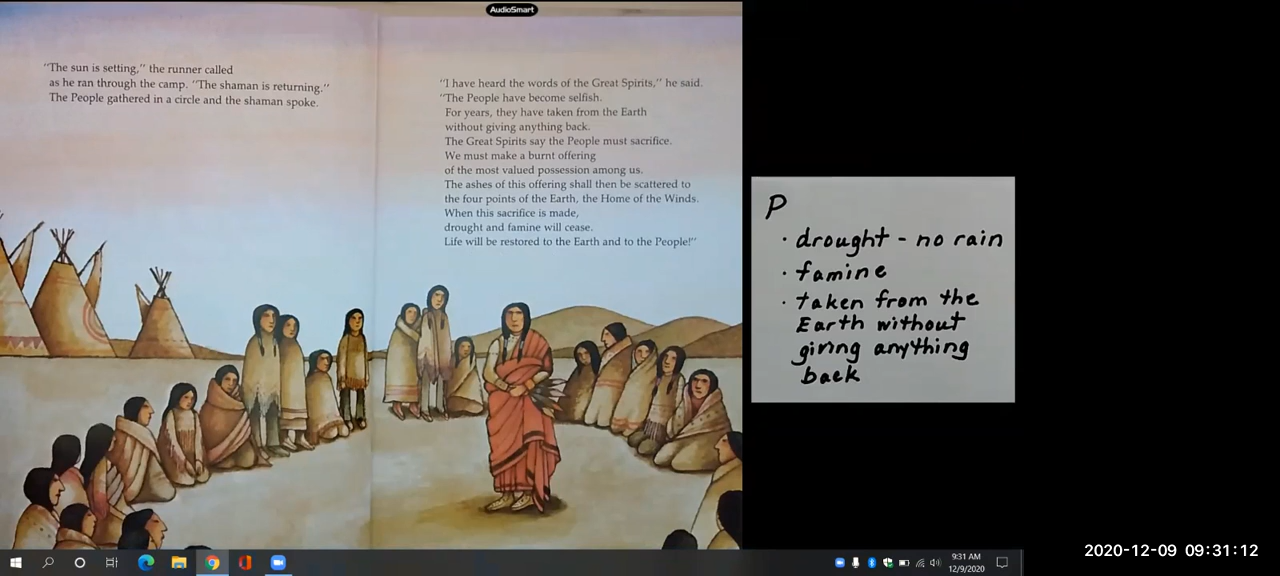 AudioSmart
"The sun is setting," the runner called
as he ran through the camp. "The shaman is returning."
The People gathered in a circle and the shaman spoke.
"I have heard the words of the Great Spirits," he said.
"The People have become selfish.
For years, they have taken from the Earth
without giving anything back.
The Great Spirits say the People must sacrifice.
We must make a burnt offering
of the most valued possession among us.
The ashes of this offering shall then be scattered to
the four points of the Earth, the Home of the Winds.
When this sacrifice is made,
drought and famine will cease.
Life will be restored to the Earth and to the People!"
P
· drought - no rain
· famine
· taken from the
Earth without
giving anything
back
9:31 AM
12/9/2020
2020-12-09 09:31:12